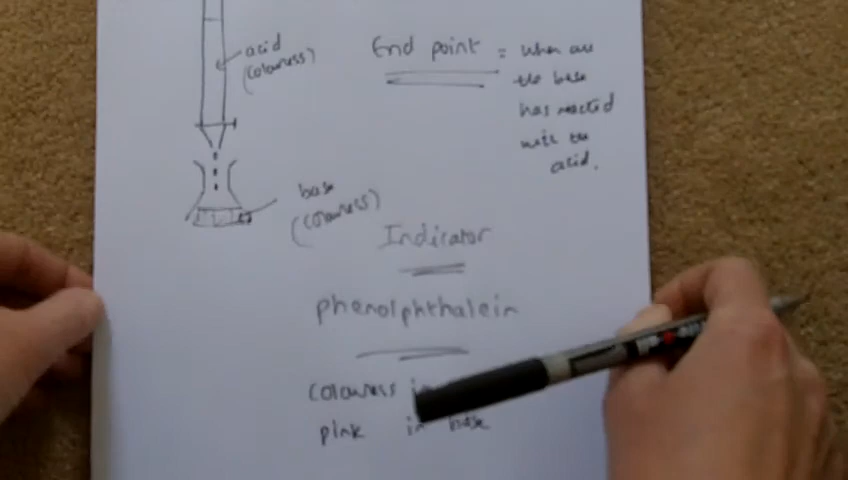 acid
(colourless)
End point = when all
the base
has reacted
with the
acid.
base
(colourless)
Indicator
phenolphthalein
colourless in
pink in base